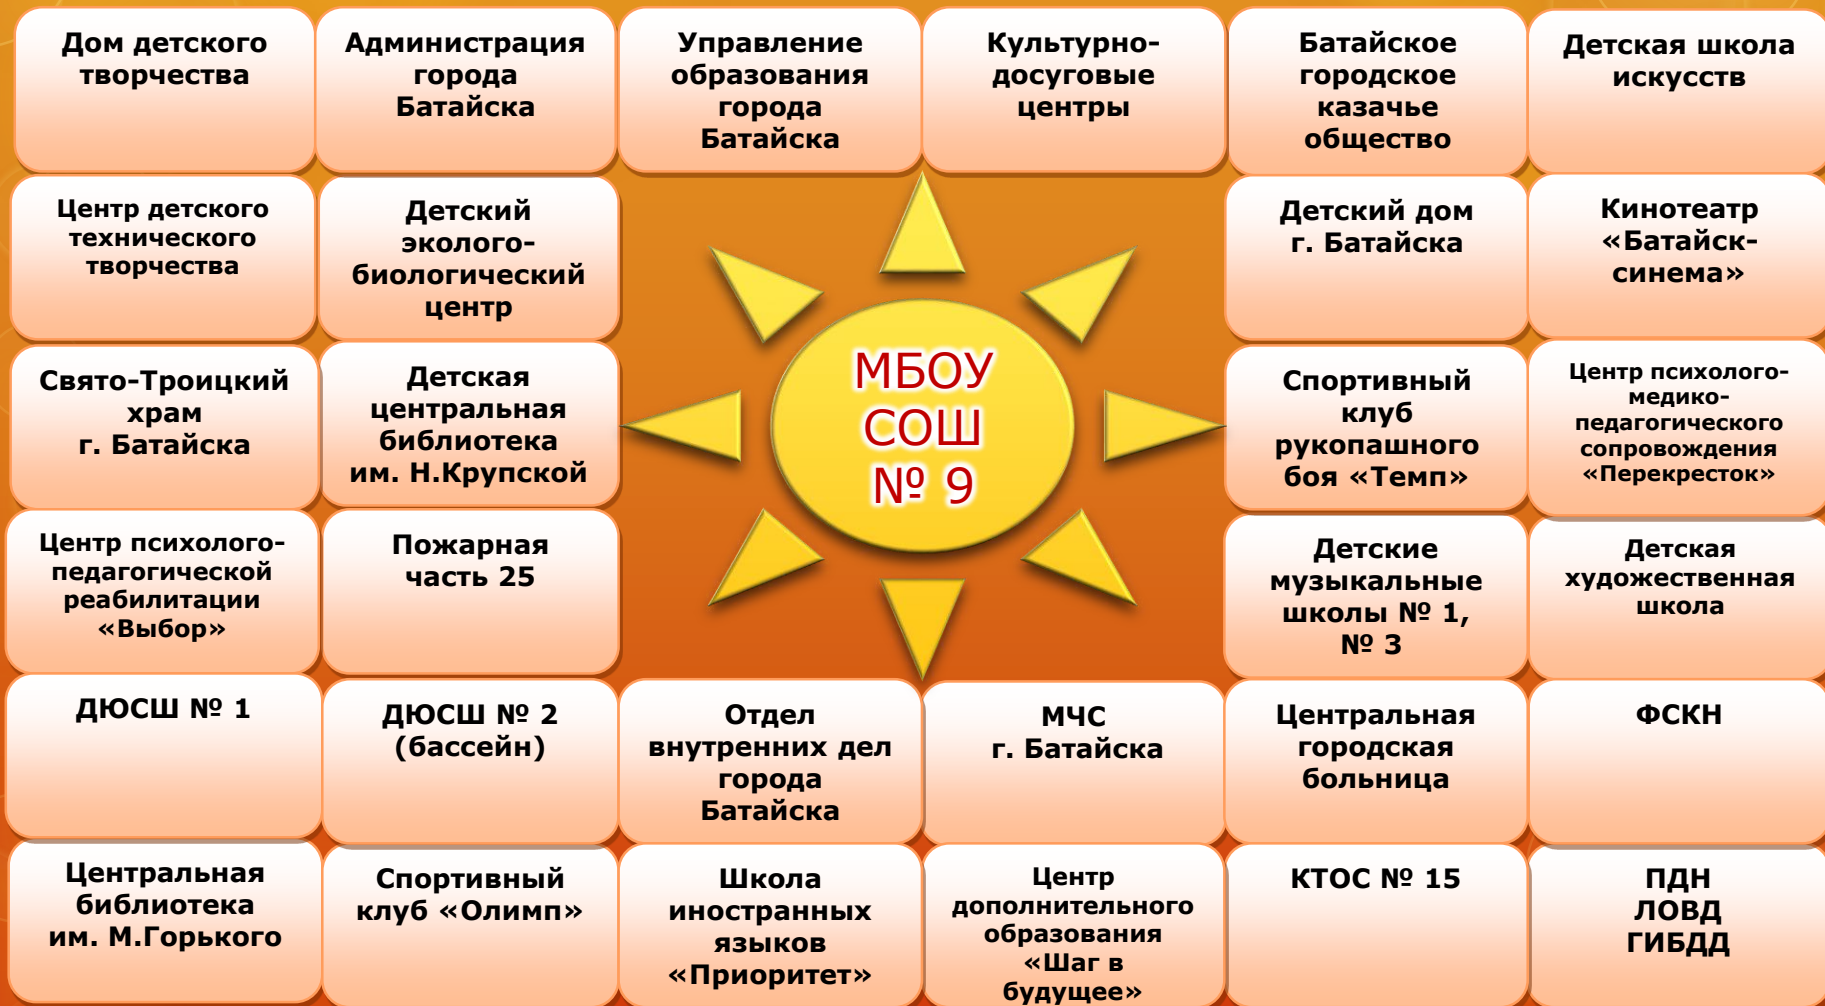 Дом детского
творчества
Администрация
города
Батайска
Управление
образования
города
Батайска
Культурно-
досуговые
центры
Батайское
городское
казачье
общество
Детская школа
искусств
Центр детского
технического
творчества
Детский
эколого-
биологический
центр
Детский дом
г. Батайска
Кинотеатр
«Батайск-
синема»
Свято-Троицкий
храм
г. Батайска
Детская
центральная
библиотека
им. Н.Крупской
МБОУ
СОШ
№ 9
Спортивный
клуб
рукопашного
боя «Темп»
Центр психолого-
медико-
педагогического
сопровождения
«Перекресток»
Центр психолого-
педагогической
реабилитации
«Выбор»
Пожарная
часть 25
Детские
музыкальные
школы № 1,
№ 3
Детская
художественная
школа
ДЮСШ № 1
ДЮСШ № 2
(бассейн)
Отдел
внутренних дел
города
Батайска
МЧС
г. Батайска
Центральная
городская
больница
ФСКН
Центральная
библиотека
им. М.Горького
Спортивный
клуб «Олимп»
Школа
иностранных
языков
«Приоритет»
Центр
дополнительного
образования
«Шаг в
будущее»
КТОС № 15
ПДН
ЛОВД
ГИБДД